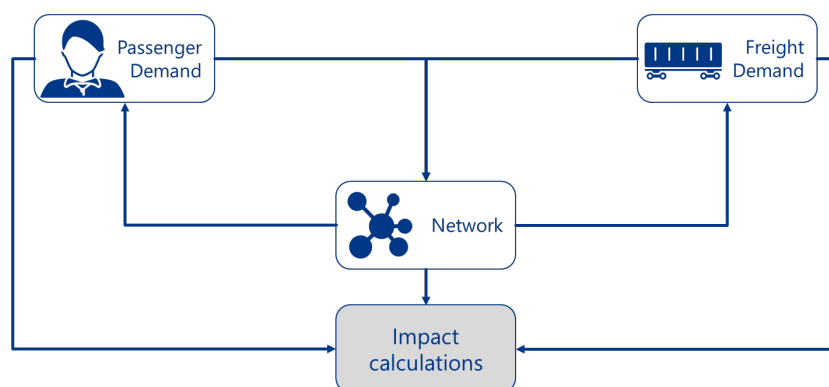 Passenger
Demand
Freight
Demand
Network
Impact
calculations